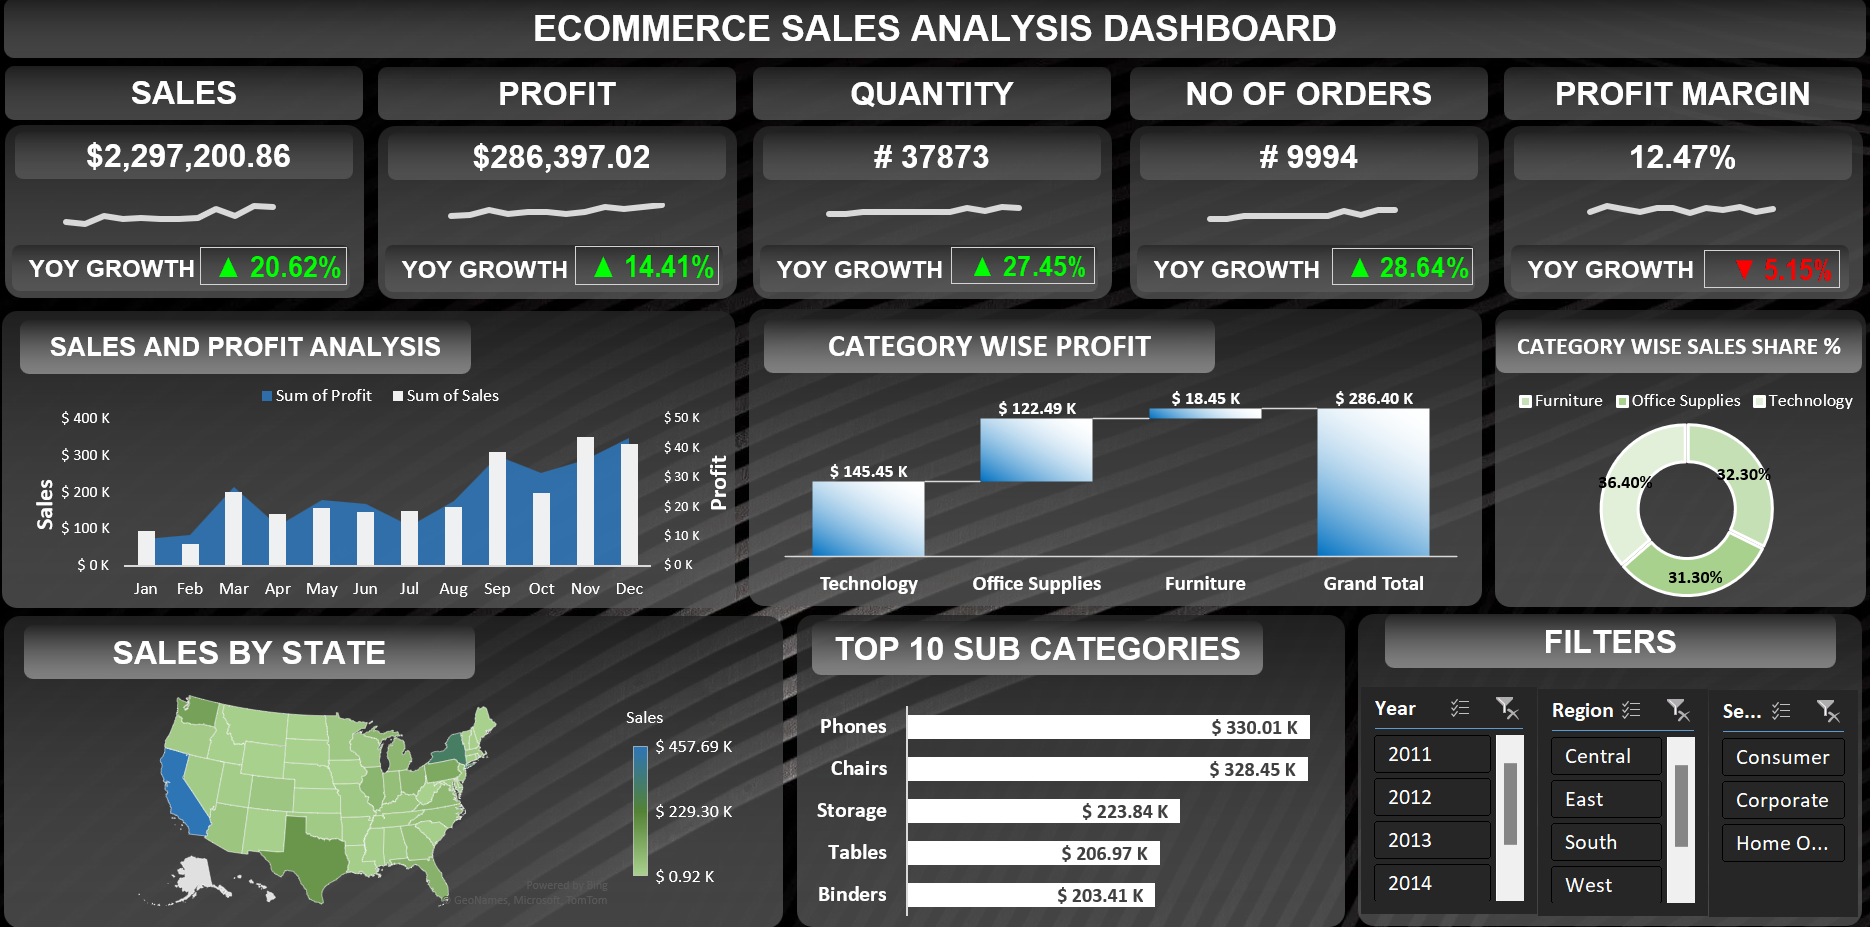 ECOMMERCE SALES ANALYSIS DASHBOARD
SALES
$2,297,200.86
YOY GROWTH ▲ 20.62%
PROFIT
$286,397.02
YOY GROWTH ▲ 14.41%
QUANTITY
# 37873
YOY GROWTH ▲ 27.45%
NO OF ORDERS
# 9994
YOY GROWTH ▲ 28.64%
PROFIT MARGIN
12.47%
YOY GROWTH ▼ 5.15%
SALES AND PROFIT ANALYSIS
Sum of Profit Sum of Sales
Sales
$ 400 K
$ 300 K
$ 200 K
$ 100 K
$ 0 K
$ 50 K
$ 40 K
$ 30 K
$ 20 K
$ 10 K
$ 0 K
Profit
Jan Feb Mar Apr May Jun Jul Aug Sep Oct Nov Dec
CATEGORY WISE PROFIT
$ 145.45 K
$ 122.49 K
$ 18.45 K
$ 286.40 K
Technology Office Supplies Furniture Grand Total
CATEGORY WISE SALES SHARE %
Furniture Office Supplies Technology
36.40%
32.30%
31.30%
SALES BY STATE
Sales
$ 457.69 K
$ 229.30 K
$ 0.92 K
Powered by Bing
© GeoNames, Microsoft, TomTom
TOP 10 SUB CATEGORIES
Phones $ 330.01 K
Chairs $ 328.45 K
Storage $ 223.84 K
Tables $ 206.97 K
Binders $ 203.41 K
FILTERS
Year
2011
2012
2013
2014
Region
Central
East
South
West
Se...
Consumer
Corporate
Home O...